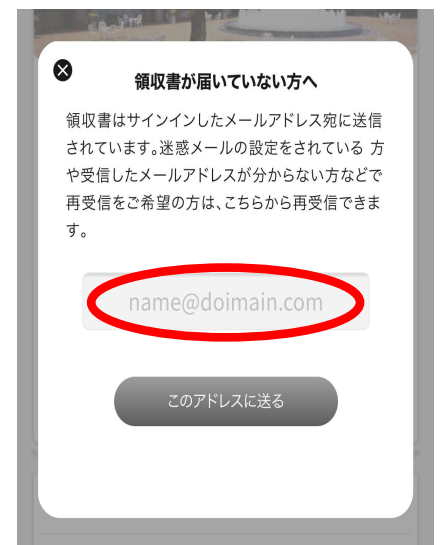 領収書が届いていない方へ
領収書はサインインしたメールアドレス宛に送信
されています。迷惑メールの設定をされている 方
や受信したメールアドレスが分からない方などで
再受信をご希望の方は、こちらから再受信できま
す。
name@doimain.com
このアドレスに送る